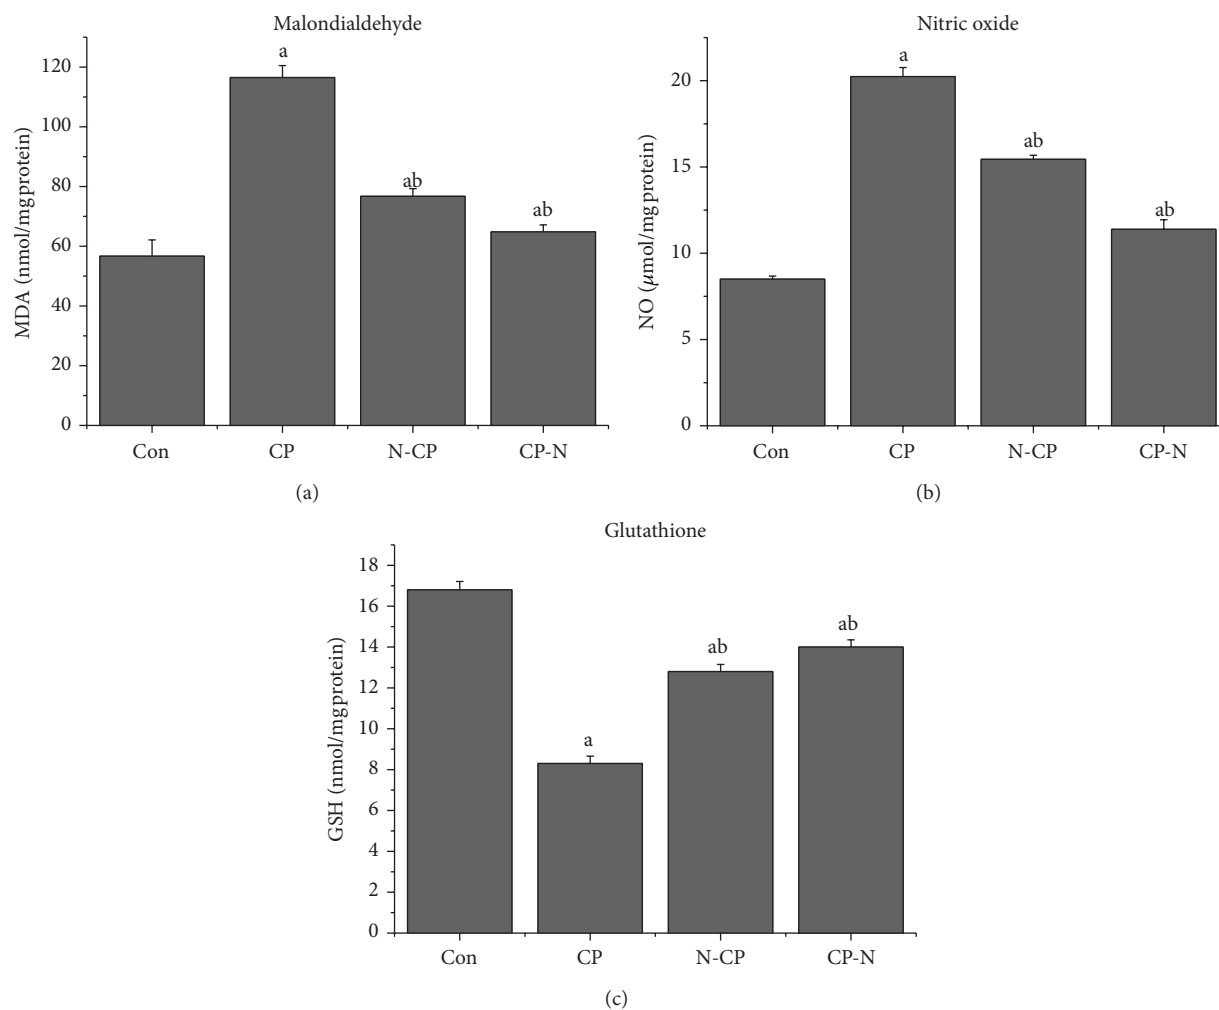 Malondialdehyde
MDA (nmol/mgprotein)
120
100
80
60
40
20
0
a
ab
ab
Con CP N-CP CP-N
(a)
Nitric oxide
NO (μmol/mgprotein)
20
15
10
5
0
a
ab
ab
Con CP N-CP CP-N
(b)
Glutathione
GSH (nmol/mgprotein)
18
16
14
12
10
8
6
4
2
0
a
ab
ab
Con CP N-CP CP-N
(c)